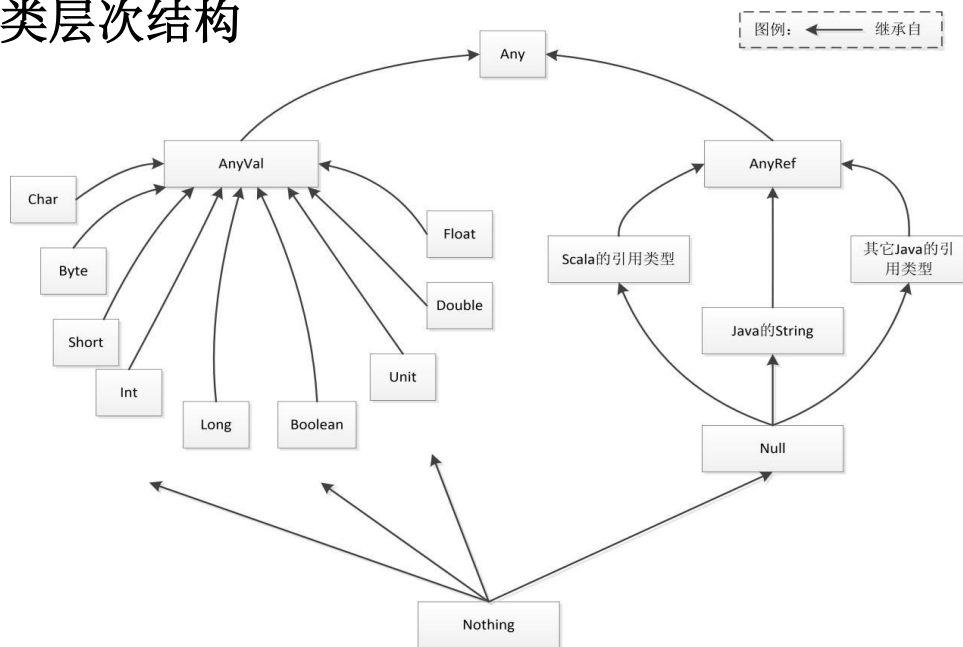 类层次结构
图例：
继承自
Any
AnyVal
AnyRef
Char
Float
Byte
Scala的引用类型
其它Java的引
用类型
Double
Short
Java的String
Int
Unit
Long
Boolean
Null
Nothing